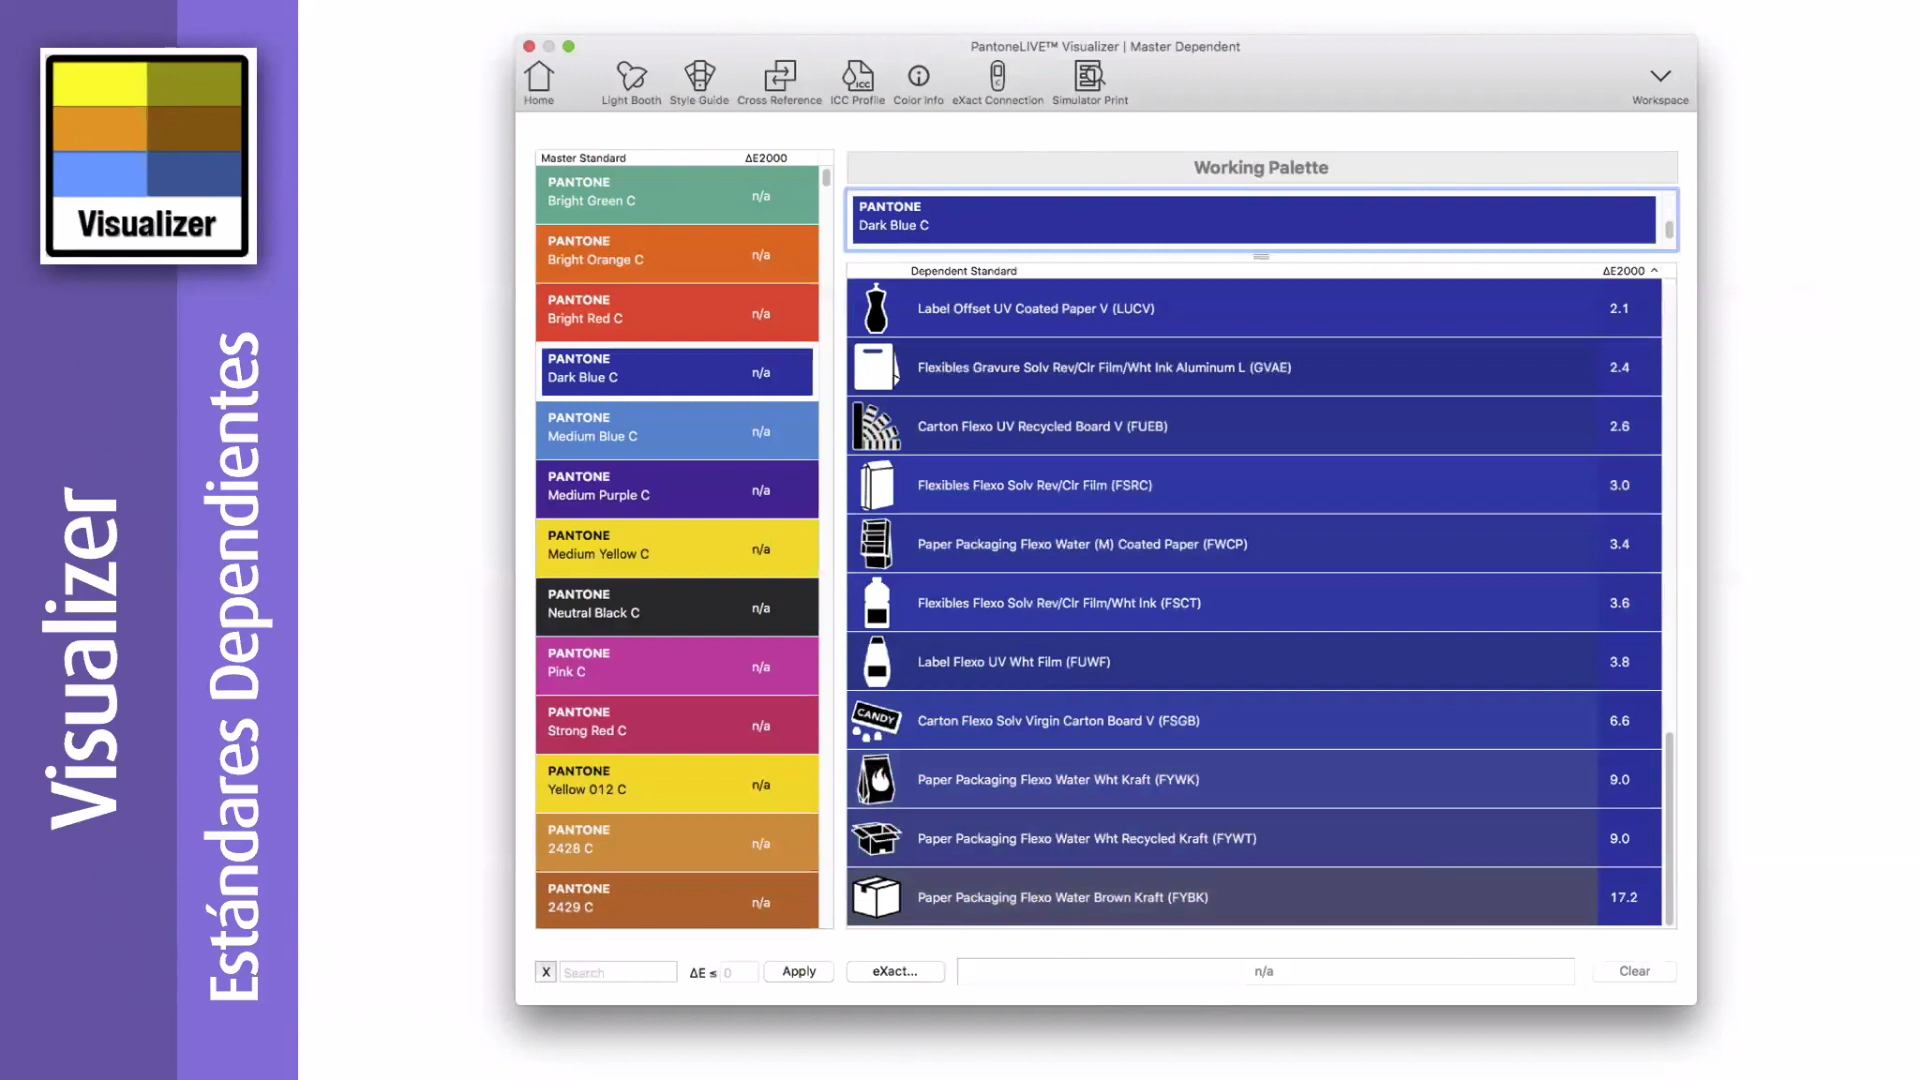 Visualizer
Visualizer
Estándares Dependientes
PantoneLIVE™ Visualizer | Master Dependent
Home
Light Booth
Style Guide
Cross Reference
ICC
ICC Profile
Color Info
eXact Connection
Simulator Print
Workspace
Master Standard ΔE2000
PANTONE
Bright Green C n/a
PANTONE
Bright Orange C n/a
PANTONE
Bright Red C n/a
PANTONE
Dark Blue C n/a
PANTONE
Medium Blue C n/a
PANTONE
Medium Purple C n/a
PANTONE
Medium Yellow C n/a
PANTONE
Neutral Black C n/a
PANTONE
Pink C n/a
PANTONE
Strong Red C n/a
PANTONE
Yellow 012 C n/a
PANTONE
2428 C n/a
PANTONE
2429 C n/a
X Search ΔE ≤ 0 Apply
Working Palette
PANTONE
Dark Blue C
Dependent Standard ΔE2000
Label Offset UV Coated Paper V (LUCV) 2.1
Flexibles Gravure Solv Rev/Clr Film/Wht Ink Aluminum L (GVAE) 2.4
Carton Flexo UV Recycled Board V (FUEB) 2.6
Flexibles Flexo Solv Rev/Clr Film (FSRC) 3.0
Paper Packaging Flexo Water (M) Coated Paper (FWCP) 3.4
Flexibles Flexo Solv Rev/Clr Film/Wht Ink (FSCT) 3.6
Label Flexo UV Wht Film (FUWF) 3.8
CANDY
Carton Flexo Solv Virgin Carton Board V (FSGB) 6.6
Paper Packaging Flexo Water Wht Kraft (FYWK) 9.0
Paper Packaging Flexo Water Wht Recycled Kraft (FYWT) 9.0
Paper Packaging Flexo Water Brown Kraft (FYBK) 17.2
eXact... n/a Clear